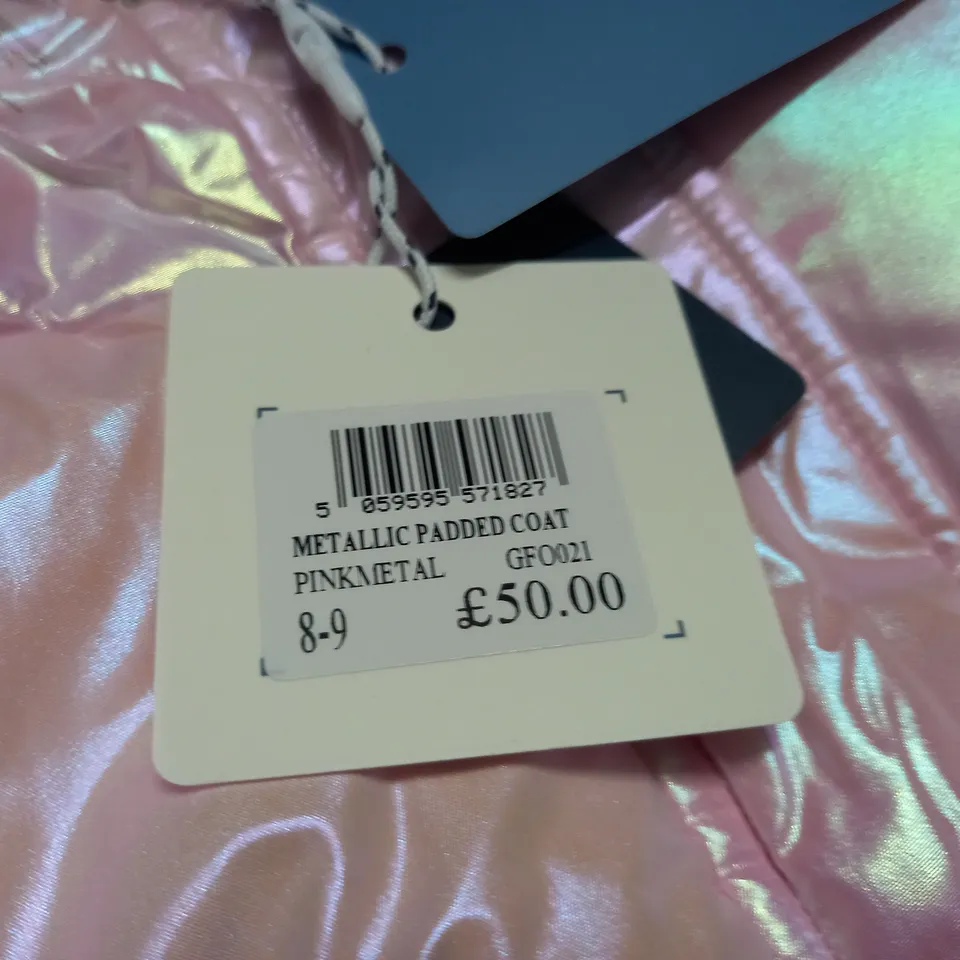 5 059595 571827
METALLIC PADDED COAT
PINKMETAL GFO021
8-9 £50.00